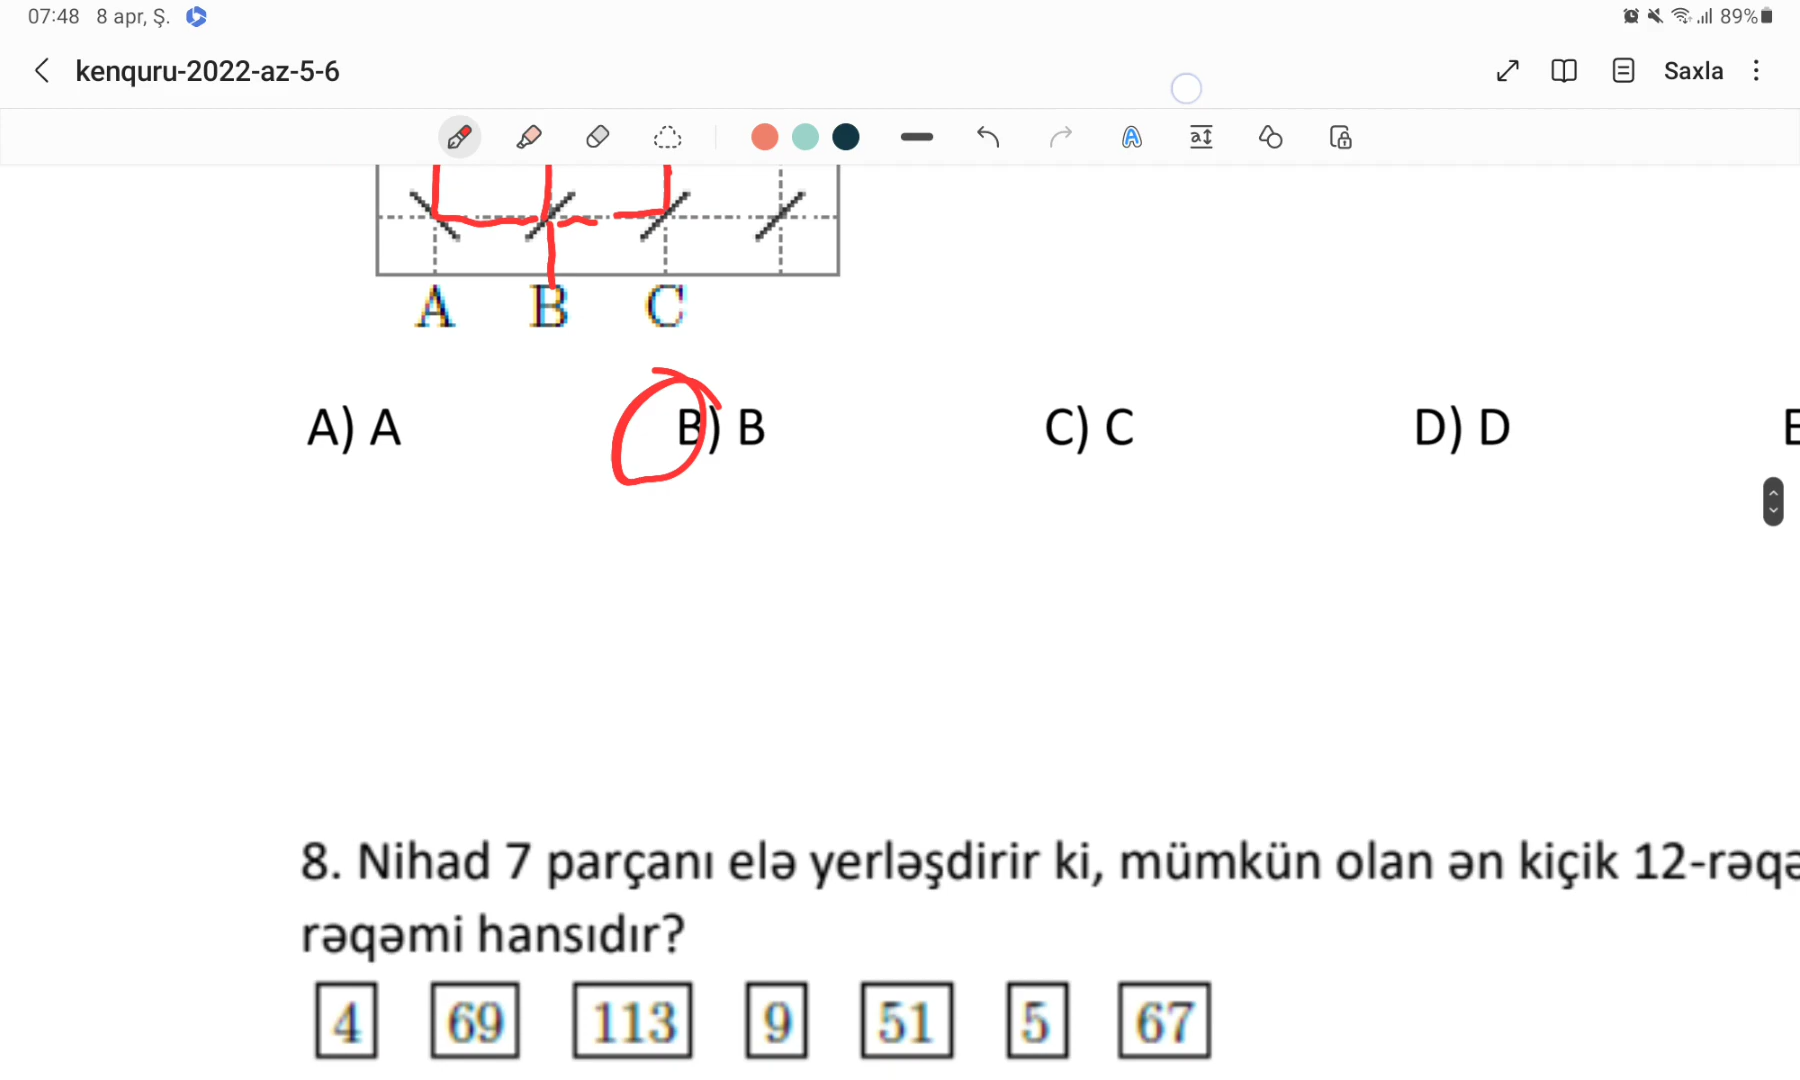 07:48 8 apr, Ş. 89%
kenquru-2022-az-5-6 Saxla
A B C
A) A B) B C) C D) D
8. Nihad 7 parçanı elə yerləşdirir ki, mümkün olan ən kiçik 12-rəqə
rəqəmi hansıdır?
4 69 113 9 51 5 67